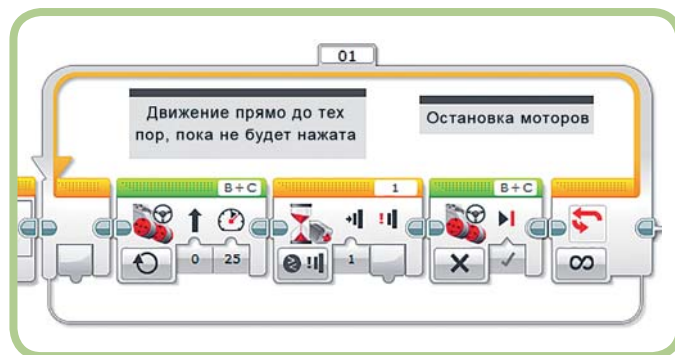 01
Движение прямо до тех
пор, пока не будет нажата
Остановка моторов
B+C
1
B+C
0
25
1